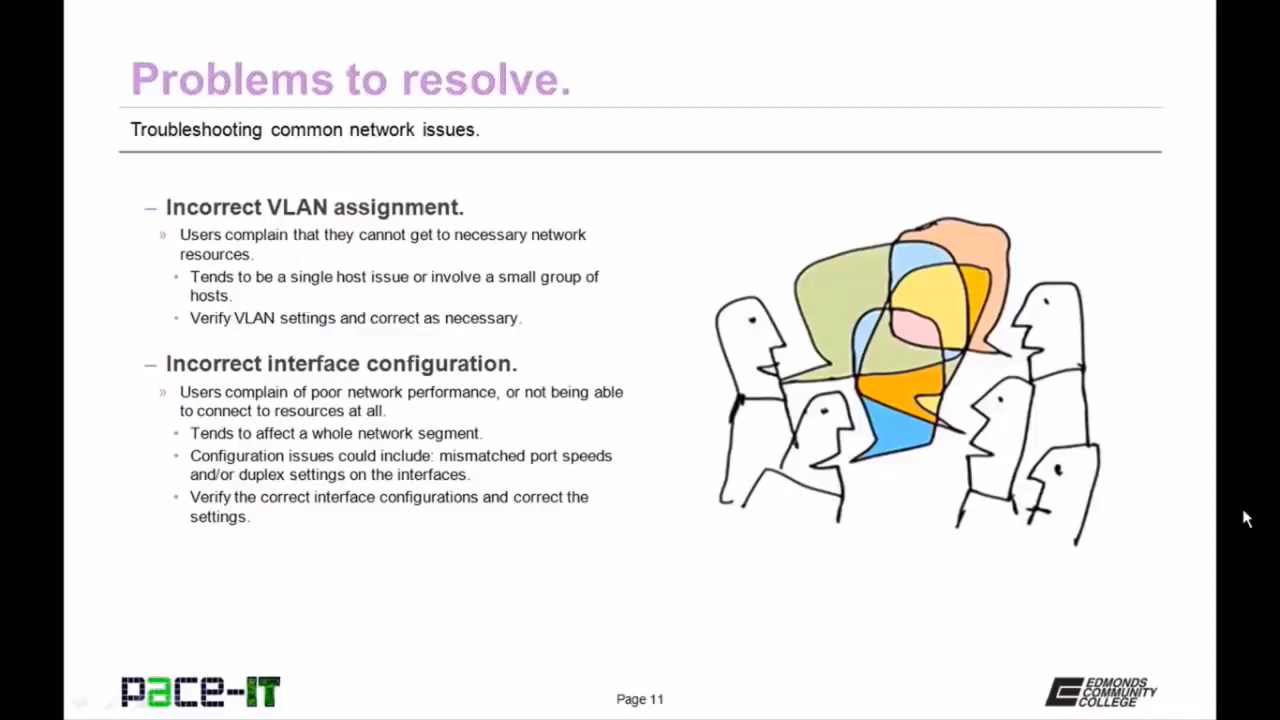 Problems to resolve.
Troubleshooting common network issues.
– Incorrect VLAN assignment.
» Users complain that they cannot get to necessary network
resources.
• Tends to be a single host issue or involve a small group of
hosts.
• Verify VLAN settings and correct as necessary.
– Incorrect interface configuration.
» Users complain of poor network performance, or not being able
to connect to resources at all.
• Tends to affect a whole network segment.
• Configuration issues could include: mismatched port speeds
and/or duplex settings on the interfaces.
• Verify the correct interface configurations and correct the
settings.
pace-IT
Page 11
EDMONDS
COMMUNITY
COLLEGE